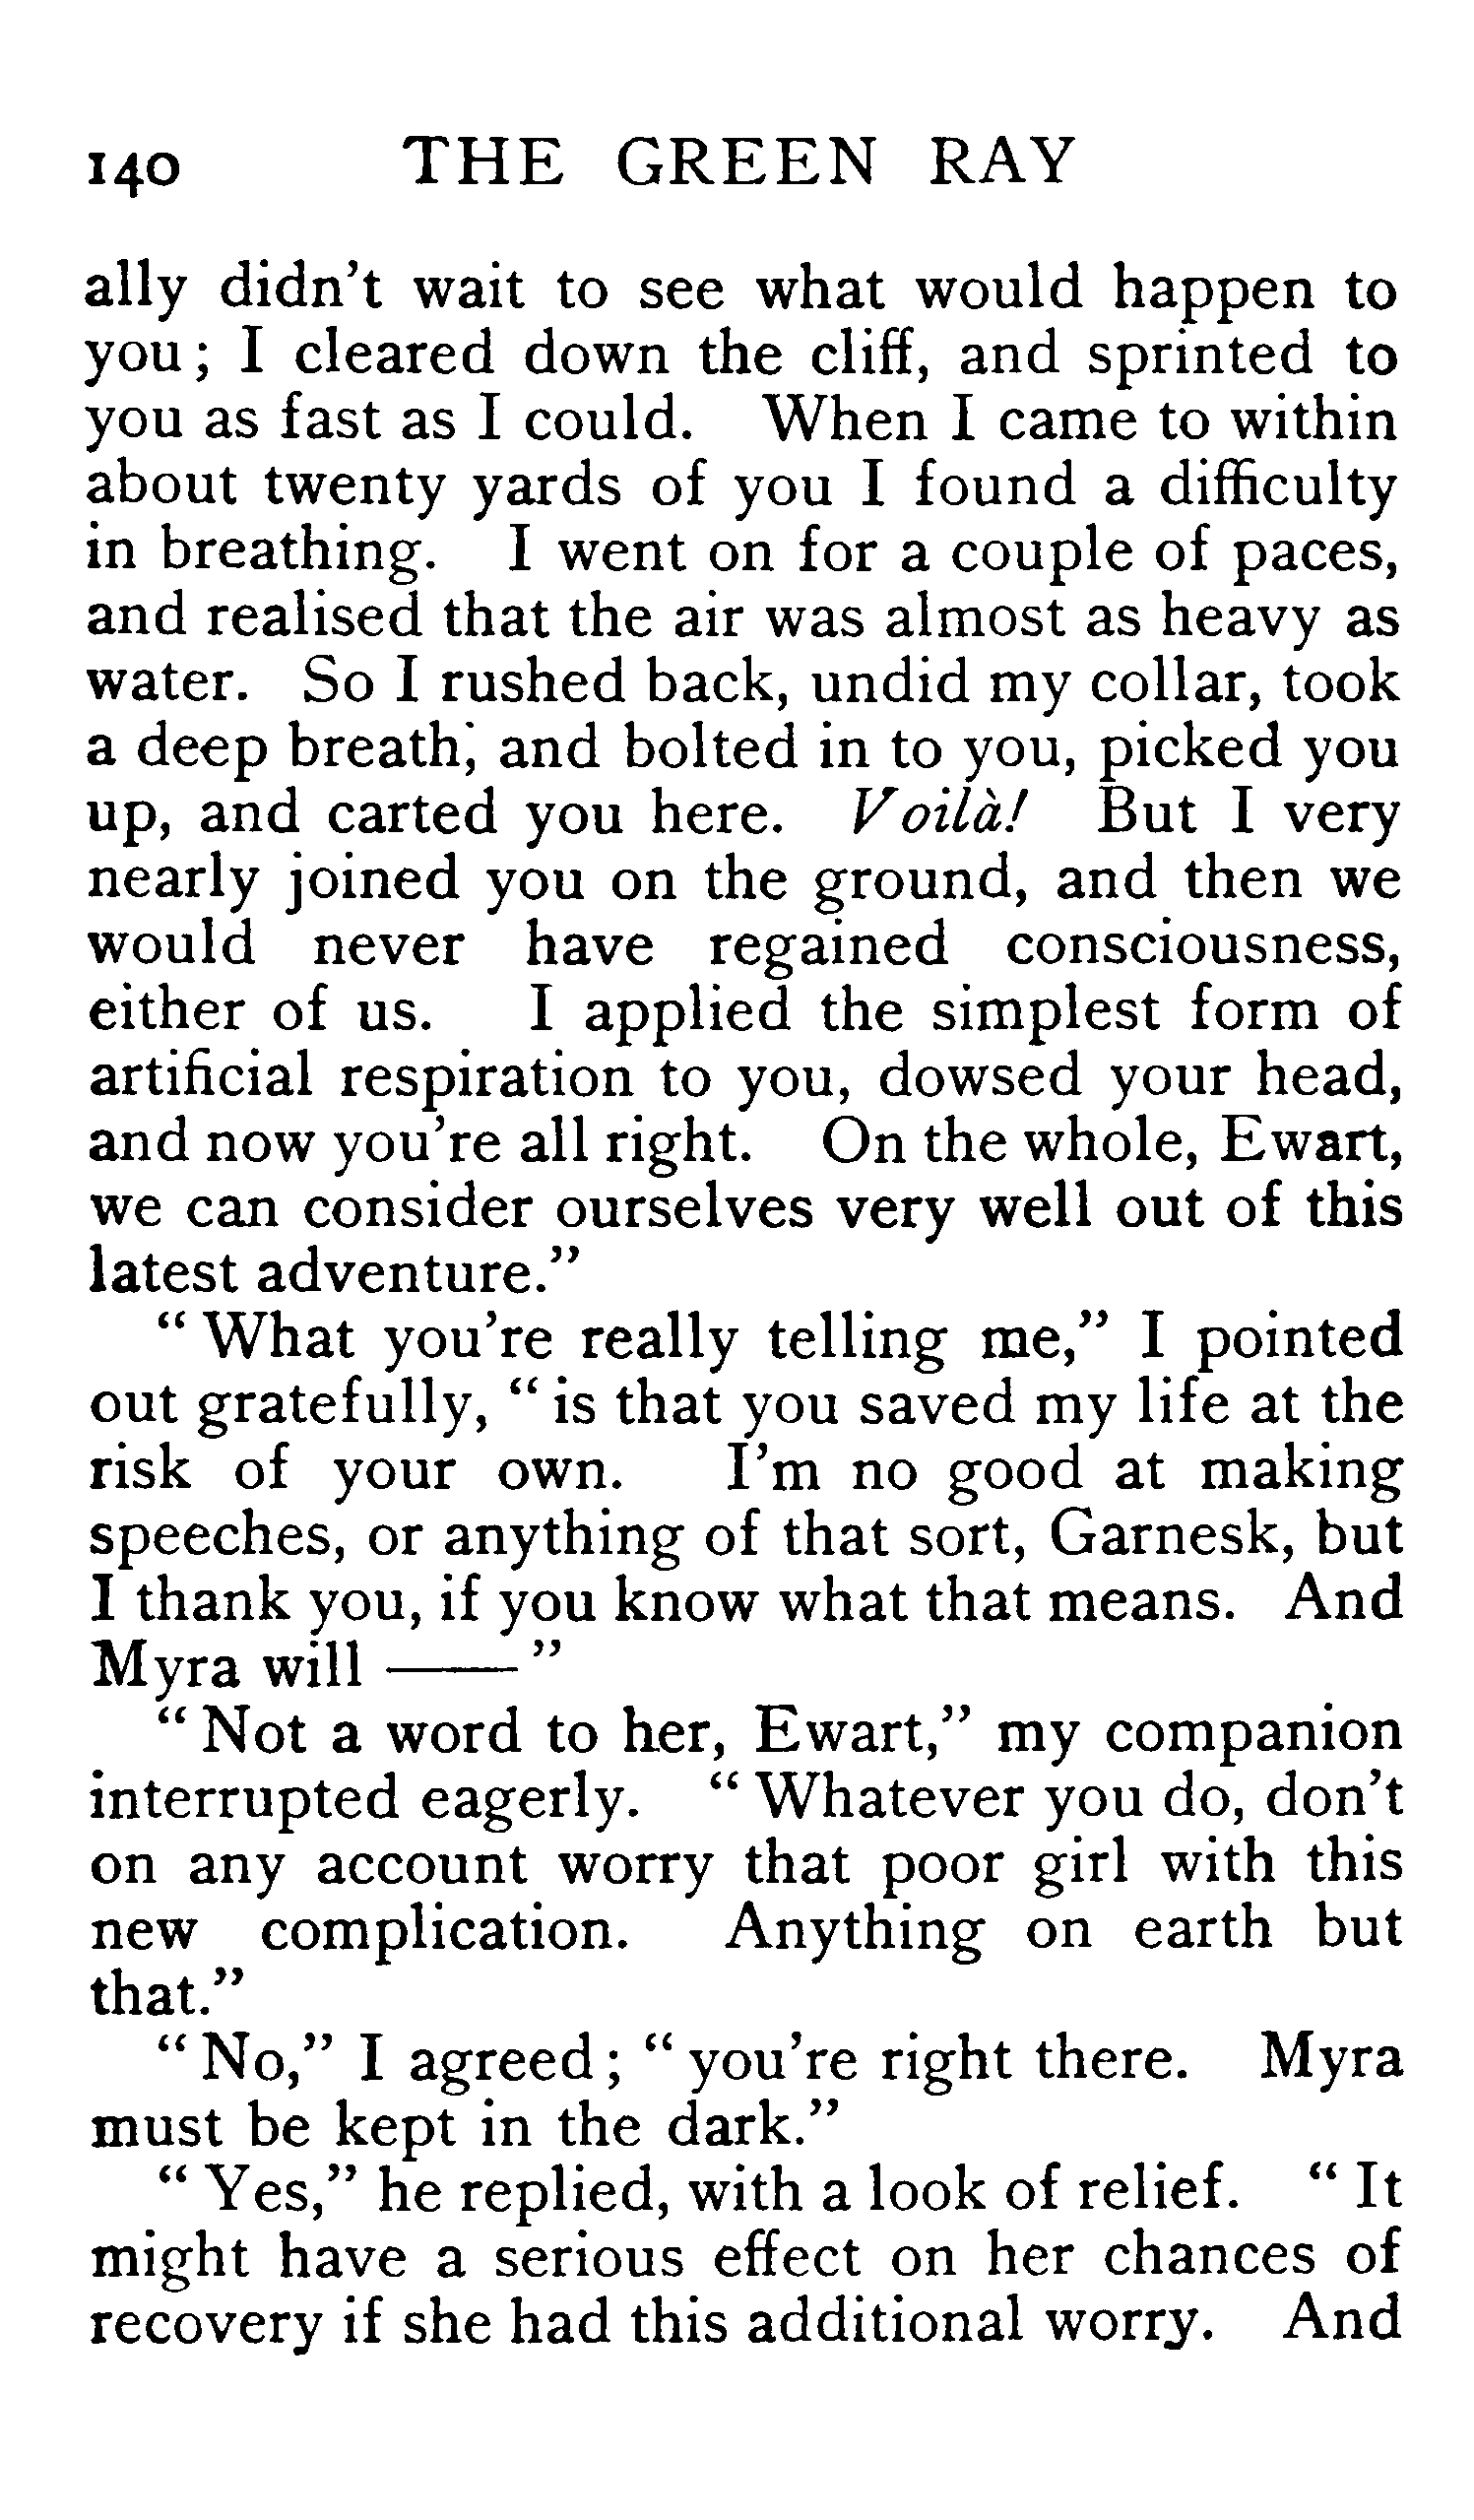 140 THE GREEN RAY
ally didn't wait to see what would happen to
you; I cleared down the cliff, and sprinted to
you as fast as I could. When I came to within
about twenty yards of you I found a difficulty
in breathing. I went on for a couple of paces,
and realised that the air was almost as heavy as
water. So I rushed back, undid my collar, took
a deep breath, and bolted in to you, picked you
up, and carted you here. Voilà! But I very
nearly joined you on the ground, and then we
would never have regained consciousness,
either of us. I applied the simplest form of
artificial respiration to you, dowsed your head,
and now you're all right. On the whole, Ewart,
we can consider ourselves very well out of this
latest adventure."
"What you're really telling me," I pointed
out gratefully, "is that you saved my life at the
risk of your own. I'm no good at making
speeches, or anything of that sort, Garnesk, but
I thank you, if you know what that means. And
Myra will ——"
"Not a word to her, Ewart," my companion
interrupted eagerly. "Whatever you do, don't
on any account worry that poor girl with this
new complication. Anything on earth but
that."
"No," I agreed; "you're right there. Myra
must be kept in the dark."
"Yes," he replied, with a look of relief. "It
might have a serious effect on her chances of
recovery if she had this additional worry. And